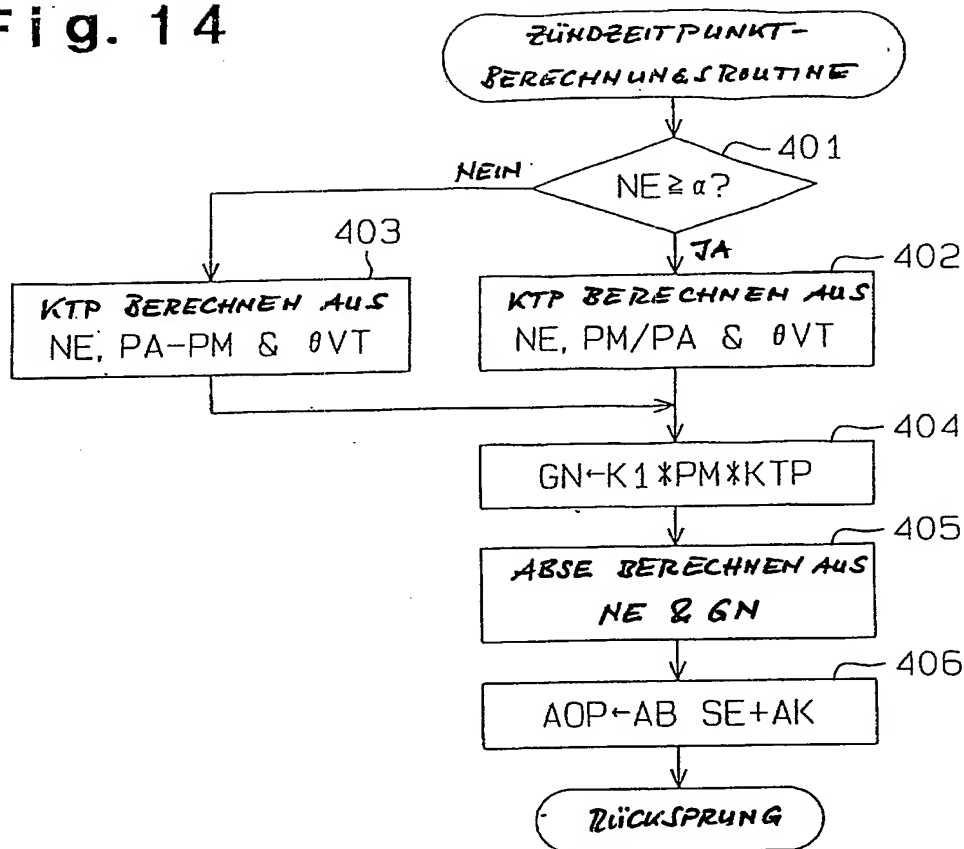 Fig. 14
ZÜNDZEITPUNKT-
BERECHNUNGSROUTINE
401
NE ≧ α?
NEIN
JA
403
KTP BERECHNEN AUS
NE, PA-PM & θVT
402
KTP BERECHNEN AUS
NE, PM/PA & θVT
404
GN←K1*PM*KTP
405
ABSE BERECHNEN AUS
NE & GN
406
AOP←AB SE+AK
RÜCKSPRUNG